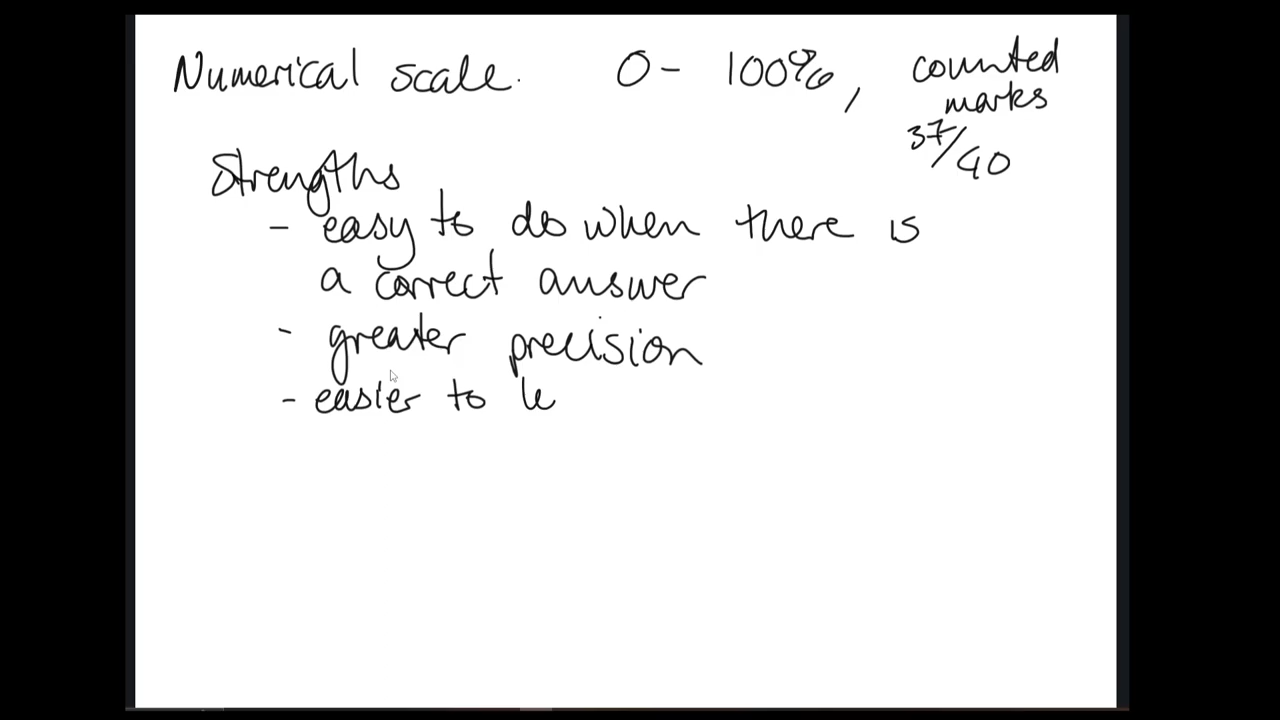 Numerical scale. 0 - 100%, counted
marks
37/40
Strengths
- easy to do when there is
a correct answer
- greater precision
- easier to